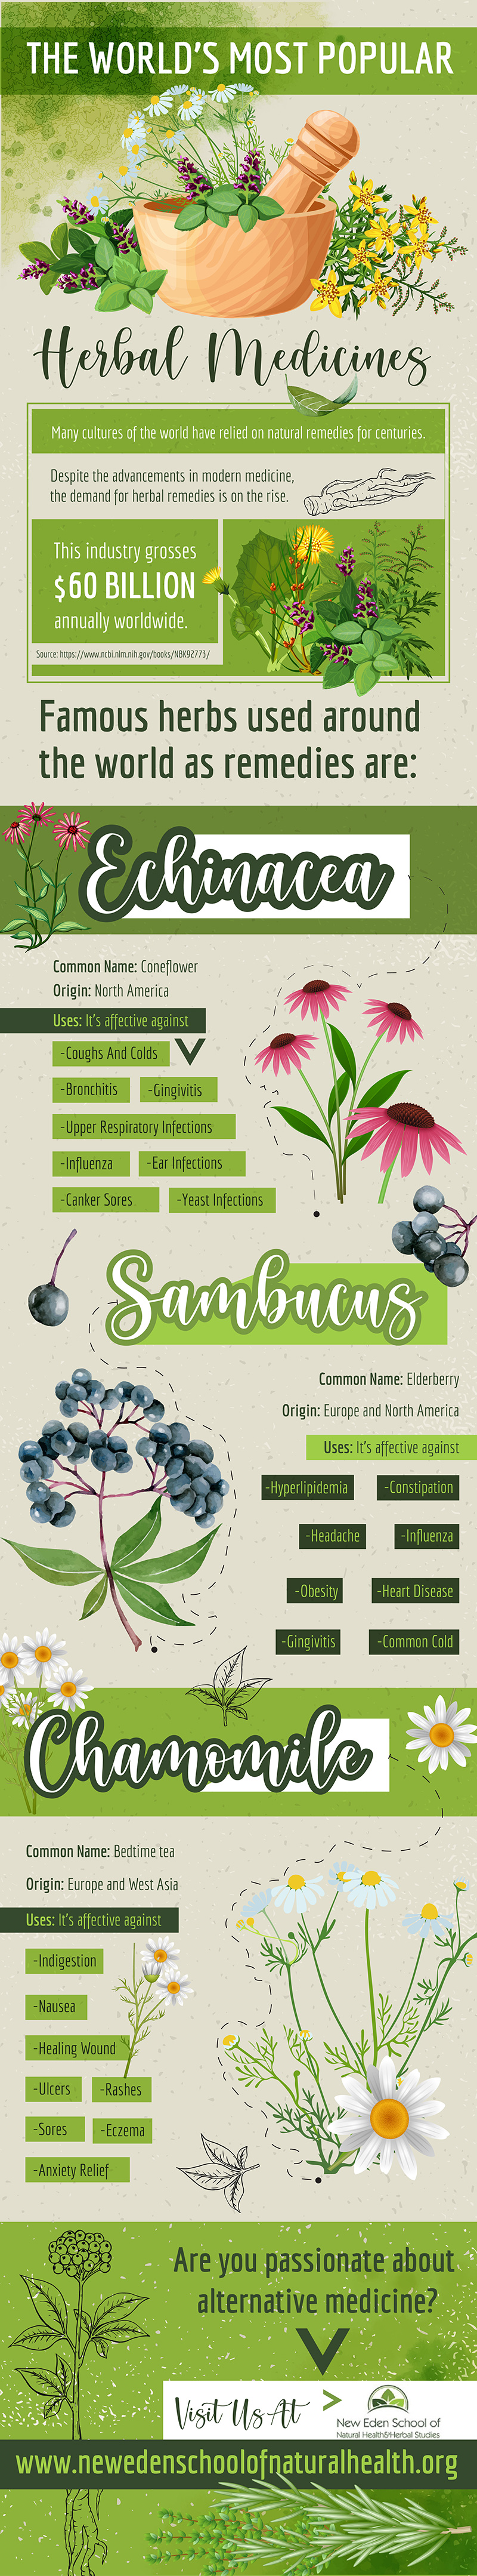 THE WORLD'S MOST POPULAR
Herbal Medicines
Many cultures of the world have relied on natural remedies for centuries.
Despite the advancements in modern medicine,
the demand for herbal remedies is on the rise.
This industry grosses
$60 BILLION
annually worldwide.
Source: https://www.ncbi.nlm.nih.gov/books/NBK92773/
Famous herbs used around
the world as remedies are:
Echinacea
Common Name: Coneflower
Origin: North America
Uses: It's affective against
-Coughs And Colds
-Bronchitis
-Gingivitis
-Upper Respiratory Infections
-Influenza
-Ear Infections
-Canker Sores
-Yeast Infections
Sambucus
Common Name: Elderberry
Origin: Europe and North America
Uses: It's affective against
-Hyperlipidemia
-Constipation
-Headache
-Influenza
-Obesity
-Heart Disease
-Gingivitis
-Common Cold
Chamomile
Common Name: Bedtime tea
Origin: Europe and West Asia
Uses: It's affective against
-Indigestion
-Nausea
-Healing Wound
-Ulcers
-Rashes
-Sores
-Eczema
-Anxiety Relief
Are you passionate about
alternative medicine?
Visit Us At >
New Eden School of
Natural Health&Herbal Studies
www.newedenschoolofnaturalhealth.org